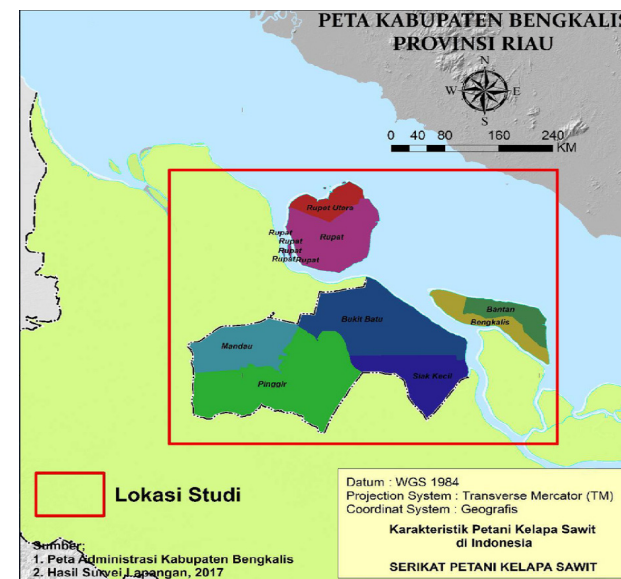 PETA KABUPATEN BENGKALIS
PROVINSI RIAU
N
W E
S
0 40 80 160 240
KM
Rupat Utara
Rupat
Rupat
Rupat
Rupat
Rupat Rupat
Bukit Batu
Bantan
Bengkalis
Mandau
Siak Kecil
Pinggir
Lokasi Studi
Datum : WGS 1984
Projection System : Transverse Mercator (TM)
Coordinat System : Geografis
Karakteristik Petani Kelapa Sawit
di Indonesia
SERIKAT PETANI KELAPA SAWIT
Sumber:
1. Peta Administrasi Kabupaten Bengkalis
2. Hasil Survei Lapangan, 2017